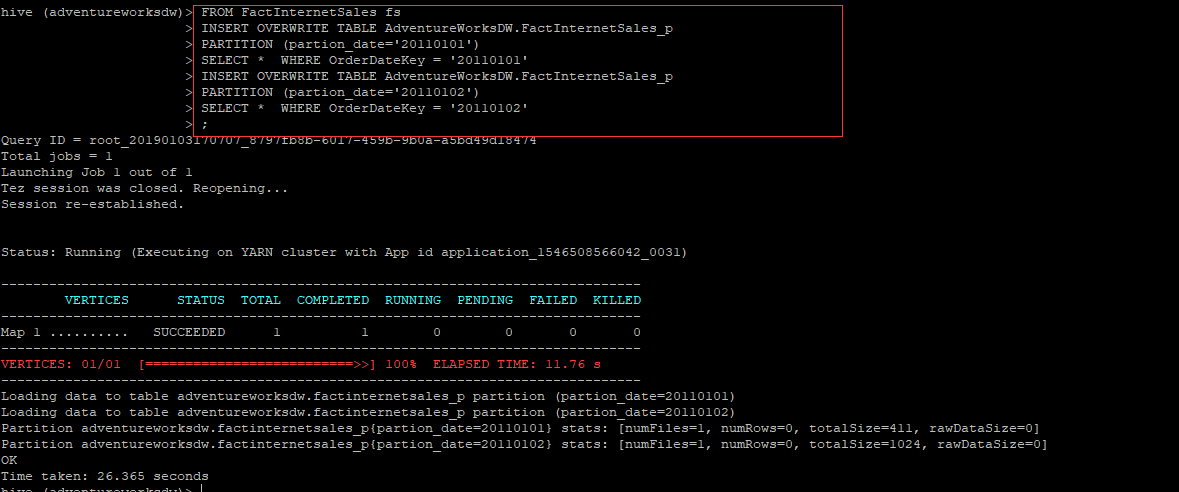 hive (adventureworksdw)> FROM FactInternetSales fs
> INSERT OVERWRITE TABLE AdventureWorksDW.FactInternetSales_p
> PARTITION (partion_date='20110101')
> SELECT *  WHERE OrderDateKey = '20110101'
> INSERT OVERWRITE TABLE AdventureWorksDW.FactInternetSales_p
> PARTITION (partion_date='20110102')
> SELECT *  WHERE OrderDateKey = '20110102'
> ;
Query ID = root_20190103170707_8797fb8b-6017-459b-9b0a-a5bd49d18474
Total jobs = 1
Launching Job 1 out of 1
Tez session was closed. Reopening...
Session re-established.
Status: Running (Executing on YARN cluster with App id application_1546508566042_0031)
--------------------------------------------------------------------------------
VERTICES      STATUS  TOTAL  COMPLETED  RUNNING  PENDING  FAILED  KILLED
--------------------------------------------------------------------------------
Map 1 ..........   SUCCEEDED      1          1        0        0       0       0
--------------------------------------------------------------------------------
VERTICES: 01/01  [==========================>>] 100%  ELAPSED TIME: 11.76 s
--------------------------------------------------------------------------------
Loading data to table adventureworksdw.factinternetsales_p partition (partion_date=20110101)
Loading data to table adventureworksdw.factinternetsales_p partition (partion_date=20110102)
Partition adventureworksdw.factinternetsales_p{partion_date=20110101} stats: [numFiles=1, numRows=0, totalSize=411, rawDataSize=0]
Partition adventureworksdw.factinternetsales_p{partion_date=20110102} stats: [numFiles=1, numRows=0, totalSize=1024, rawDataSize=0]
OK
Time taken: 26.365 seconds
hive (adventureworksdw)>